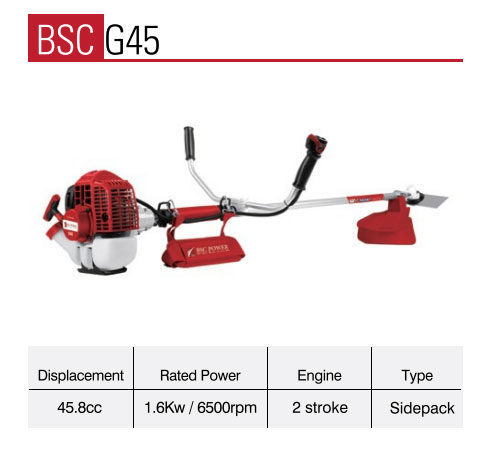 BSC G45
BSC POWER
Displacement Rated Power Engine Type
45.8cc 1.6Kw / 6500rpm 2 stroke Sidepack